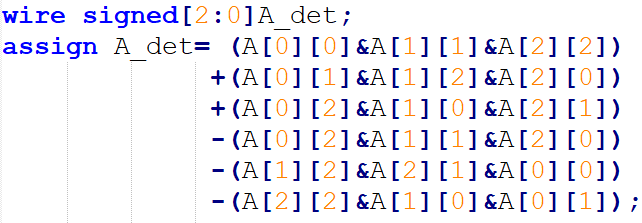 wire signed[2:0]A_det;
assign A_det= (A[0][0]&A[1][1]&A[2][2])
+(A[0][1]&A[1][2]&A[2][0])
+(A[0][2]&A[1][0]&A[2][1])
-(A[0][2]&A[1][1]&A[2][0])
-(A[1][2]&A[2][1]&A[0][0])
-(A[2][2]&A[1][0]&A[0][1]);